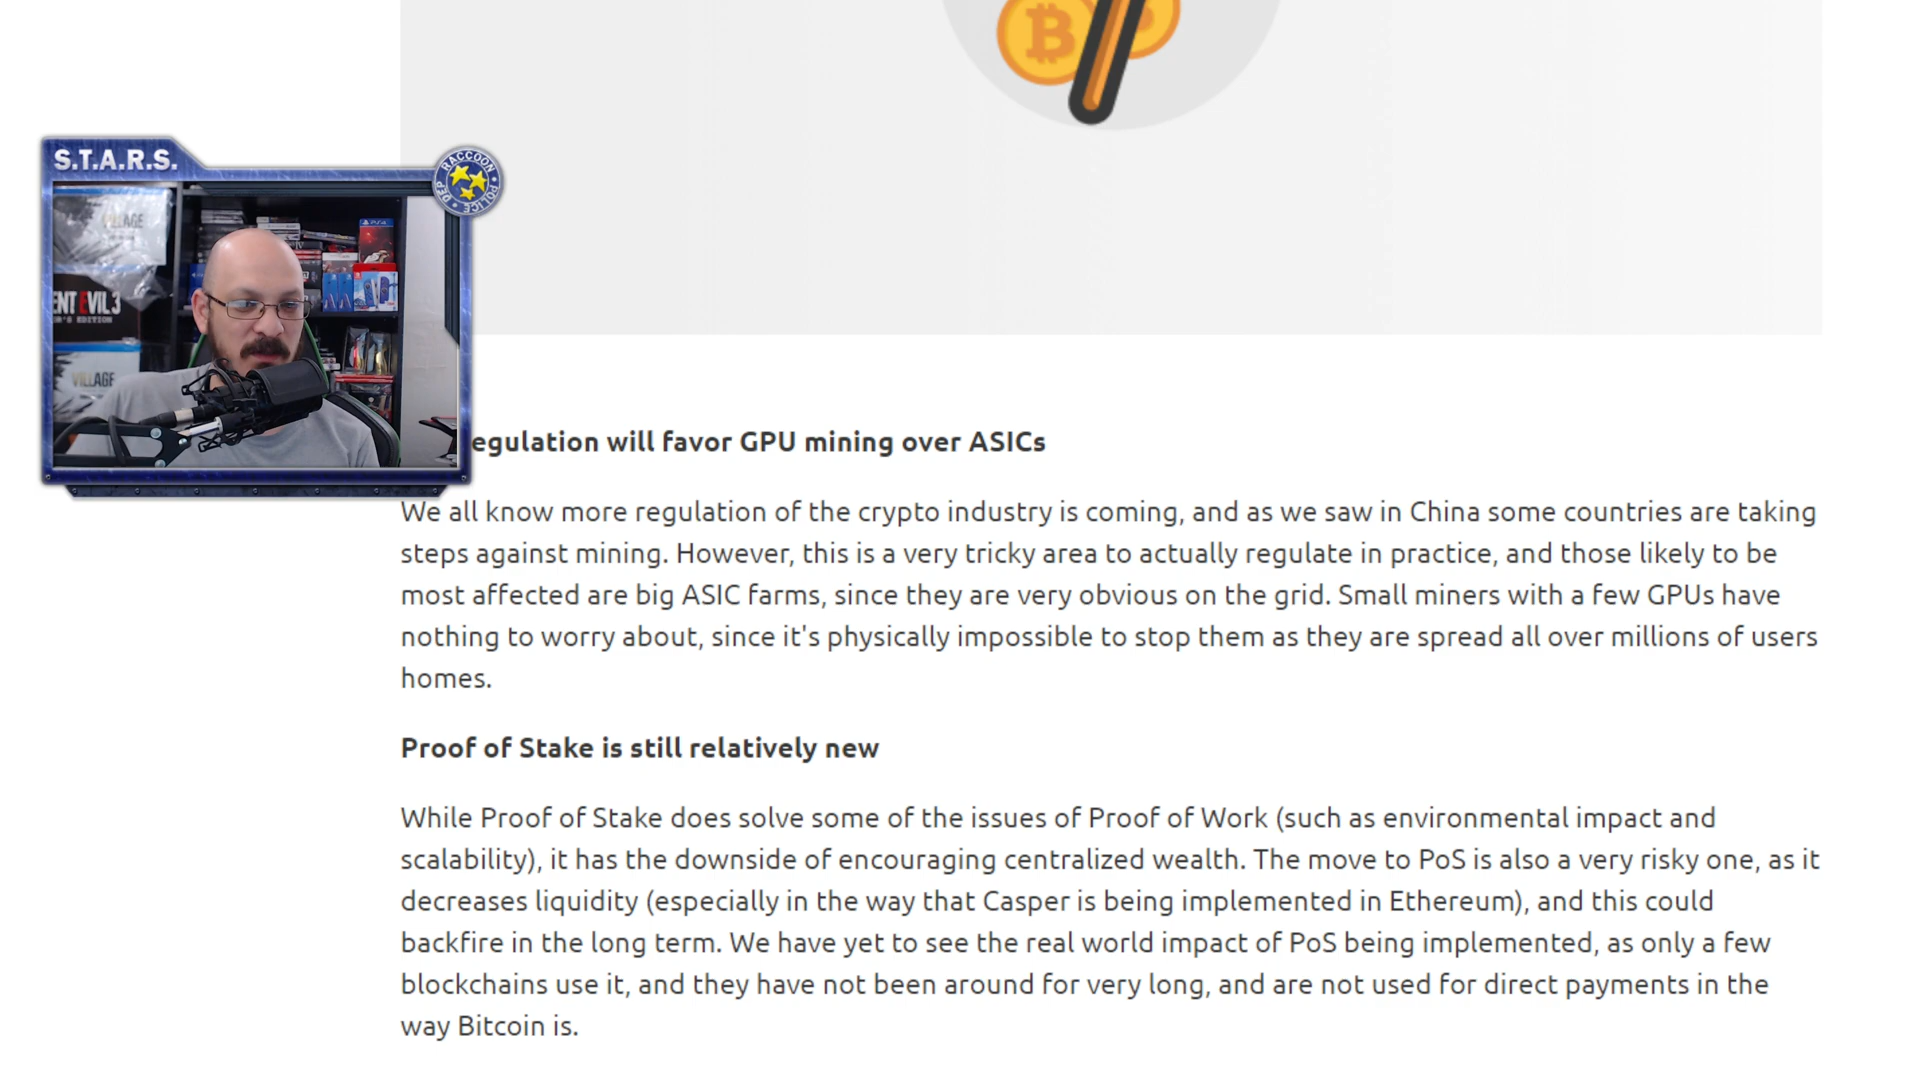 S.T.A.R.S.
RACCOON POLICE DEP
VILLAGE
ENT EVIL 3
VILLAGE
egulation will favor GPU mining over ASICs
We all know more regulation of the crypto industry is coming, and as we saw in China some countries are taking
steps against mining. However, this is a very tricky area to actually regulate in practice, and those likely to be
most affected are big ASIC farms, since they are very obvious on the grid. Small miners with a few GPUs have
nothing to worry about, since it's physically impossible to stop them as they are spread all over millions of users
homes.
Proof of Stake is still relatively new
While Proof of Stake does solve some of the issues of Proof of Work (such as environmental impact and
scalability), it has the downside of encouraging centralized wealth. The move to PoS is also a very risky one, as it
decreases liquidity (especially in the way that Casper is being implemented in Ethereum), and this could
backfire in the long term. We have yet to see the real world impact of PoS being implemented, as only a few
blockchains use it, and they have not been around for very long, and are not used for direct payments in the
way Bitcoin is.